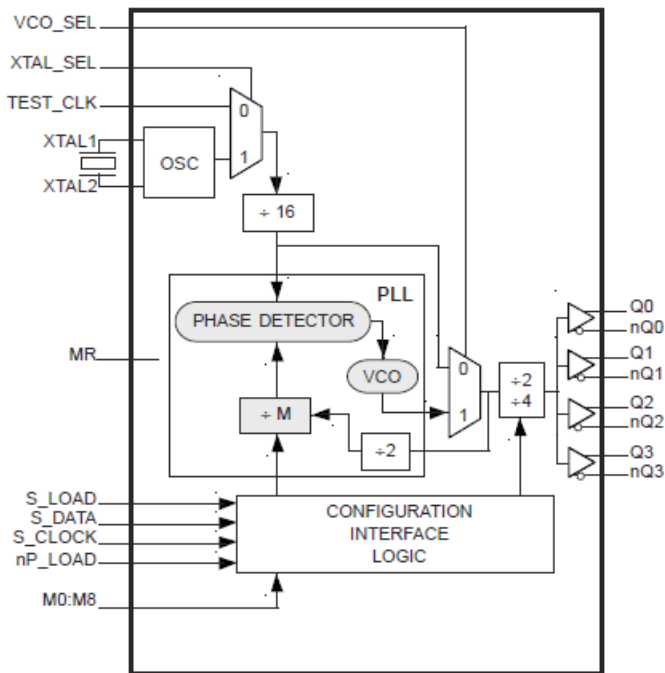 VCO_SEL
XTAL_SEL
TEST_CLK
0
XTAL1
OSC
1
XTAL2
÷ 16
PLL
PHASE DETECTOR
Q0
nQ0
MR
VCO
0
÷2
÷4
Q1
nQ1
÷ M
1
Q2
nQ2
÷2
Q3
nQ3
S_LOAD
S_DATA
S_CLOCK
nP_LOAD
CONFIGURATION
INTERFACE
LOGIC
M0:M8